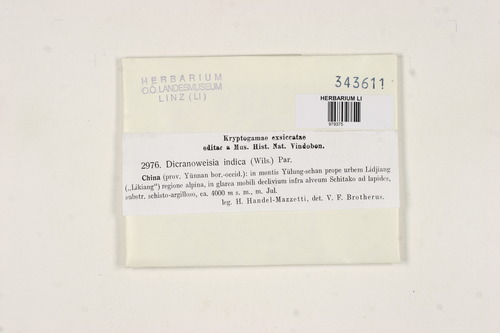 HERBARIUM
O.Ö. LANDESMUSEUM
LINZ (LI)
343611
HERBARIUM LI
Kryptogamae exsiccatae
editae a Mus. Hist. Nat. Vindobon.
2976. Dicranoweisia indica (Wils.) Par.
China (prov. Yünnan bor.-occid.): in montis Yülung-schan prope urbem Lidjiang
(„Likiang“) regione alpina, in glarea mobili declivium infra alveum Schitako ad lapides,
substr. schisto-argilloso, ca. 4000 m s. m., m. Jul.
leg. H. Handel-Mazzetti, det. V. F. Brotherus.